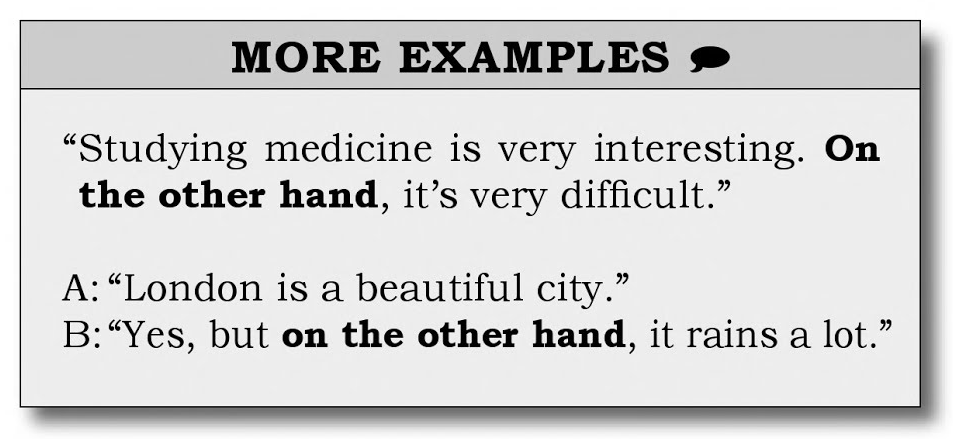 MORE EXAMPLES
“Studying medicine is very interesting. On
the other hand, it’s very difficult.”
A: “London is a beautiful city.”
B: “Yes, but on the other hand, it rains a lot.”